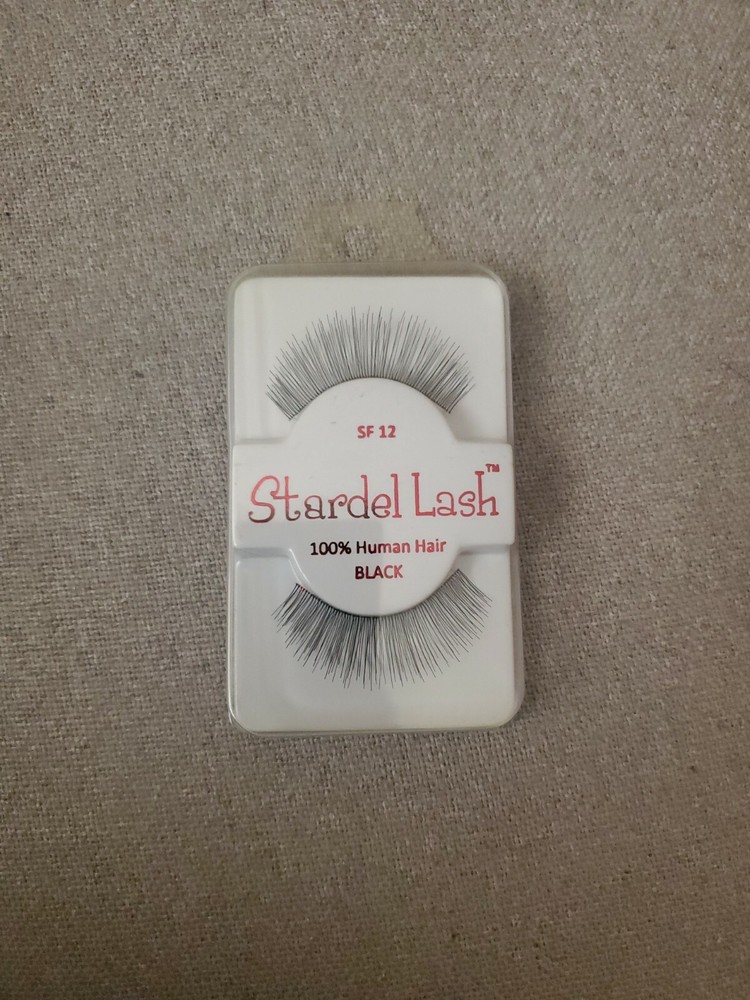 SF 12
Stardel Lash™
100% Human Hair
BLACK